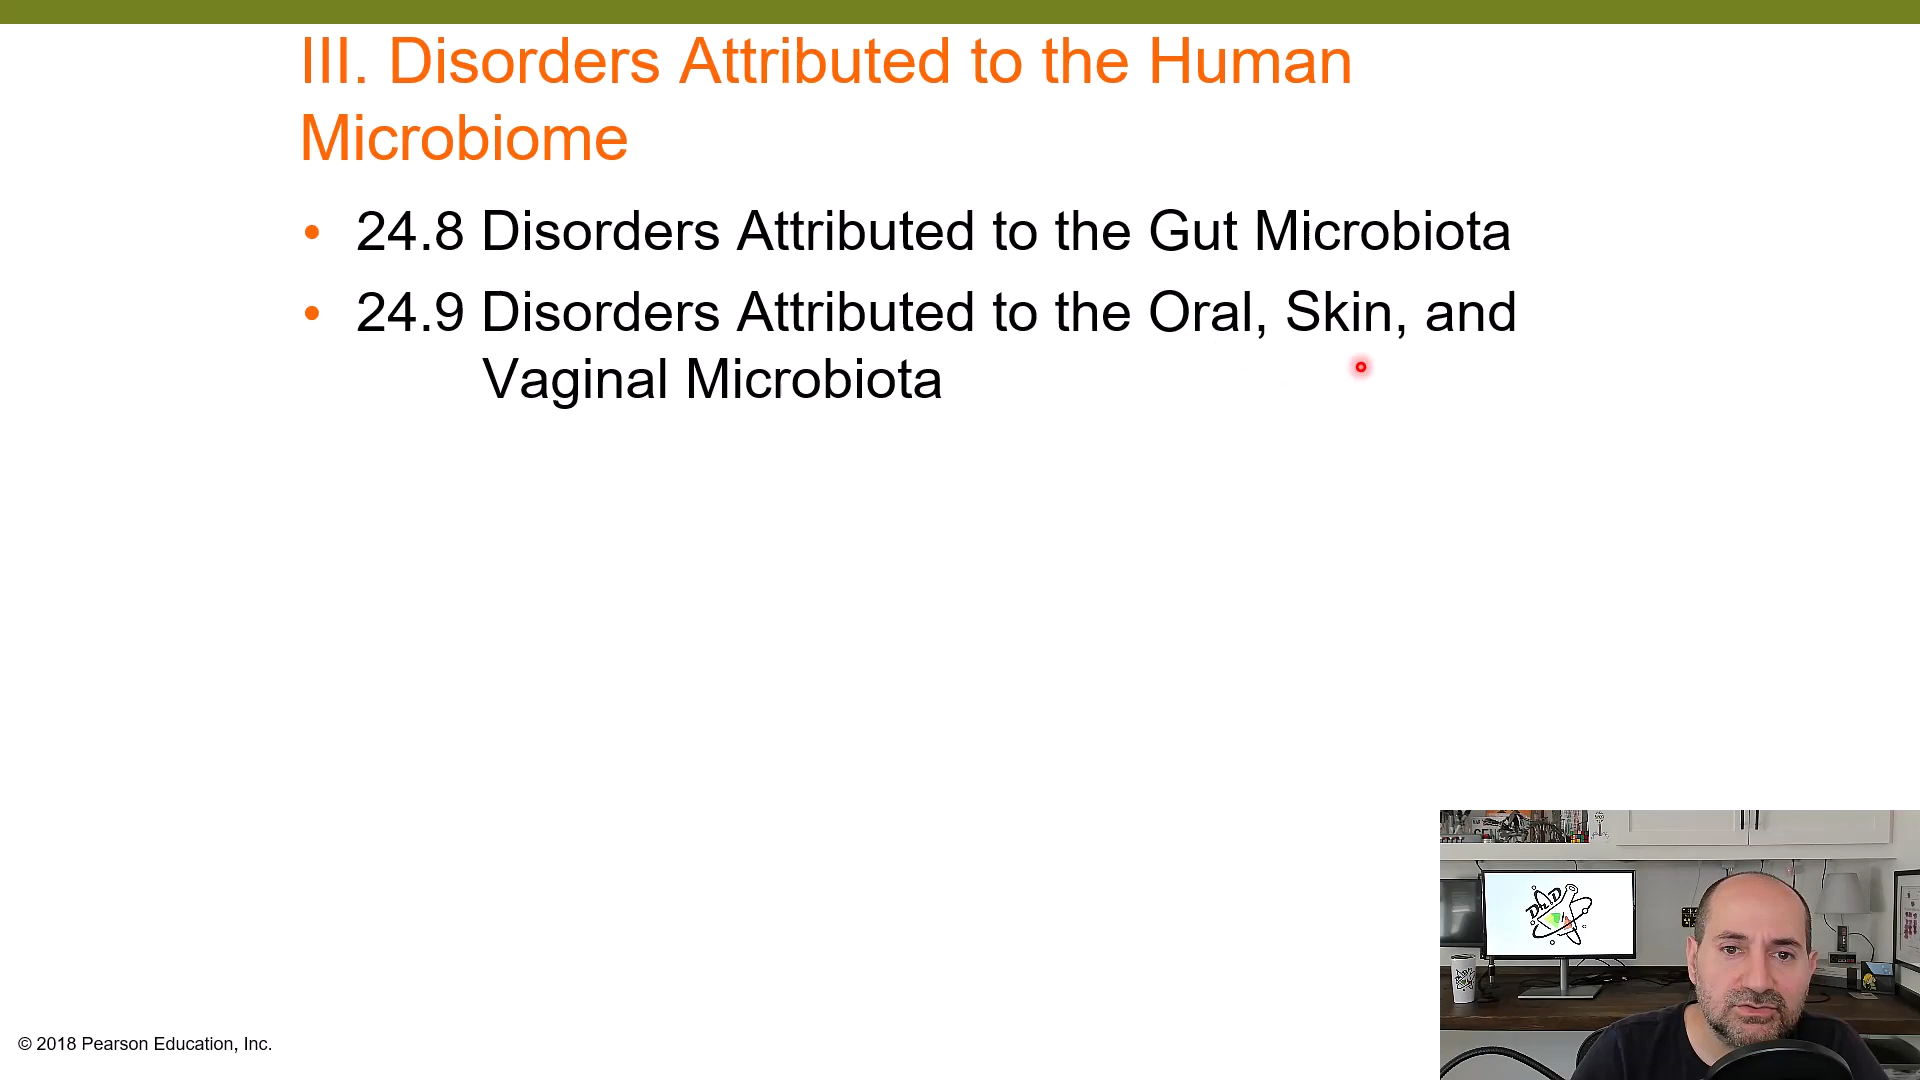 III. Disorders Attributed to the Human
Microbiome
• 24.8 Disorders Attributed to the Gut Microbiota
• 24.9 Disorders Attributed to the Oral, Skin, and
Vaginal Microbiota
© 2018 Pearson Education, Inc.